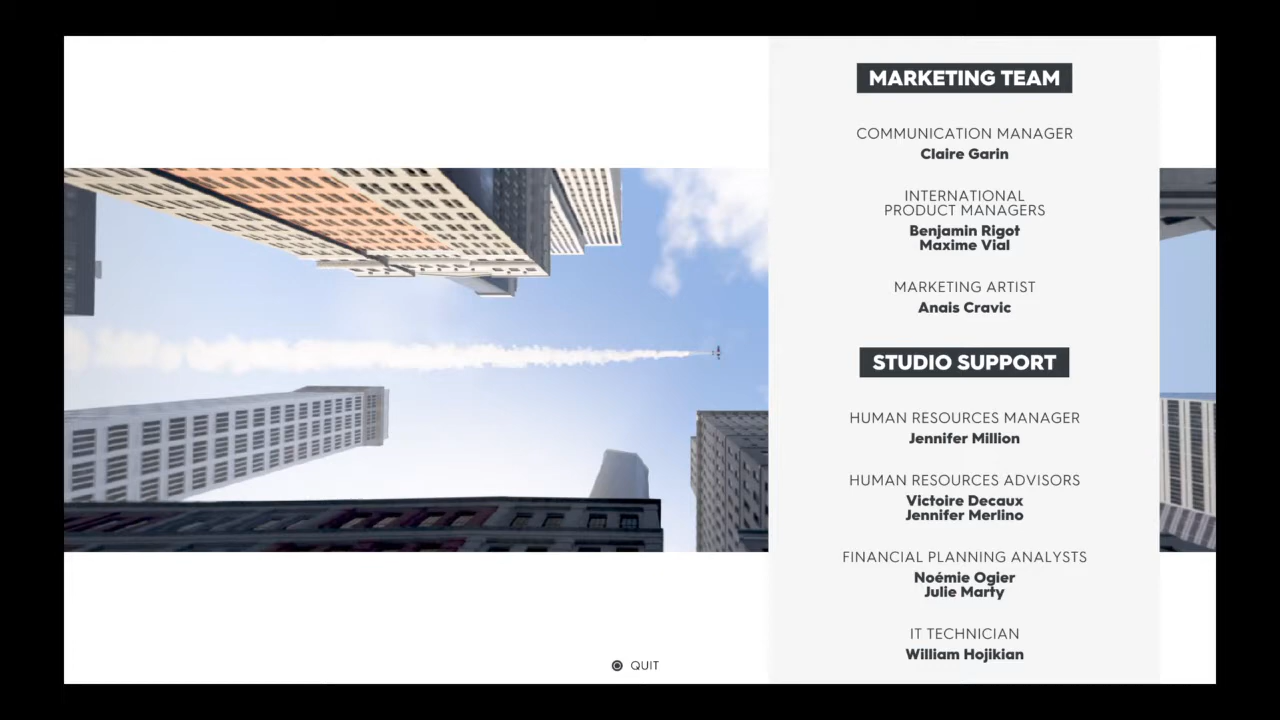 MARKETING TEAM
COMMUNICATION MANAGER
Claire Garin
INTERNATIONAL
PRODUCT MANAGERS
Benjamin Rigot
Maxime Vial
MARKETING ARTIST
Anais Cravic
STUDIO SUPPORT
HUMAN RESOURCES MANAGER
Jennifer Million
HUMAN RESOURCES ADVISORS
Victoire Decaux
Jennifer Merlino
FINANCIAL PLANNING ANALYSTS
Noémie Ogier
Julie Marty
IT TECHNICIAN
William Hojikian
QUIT